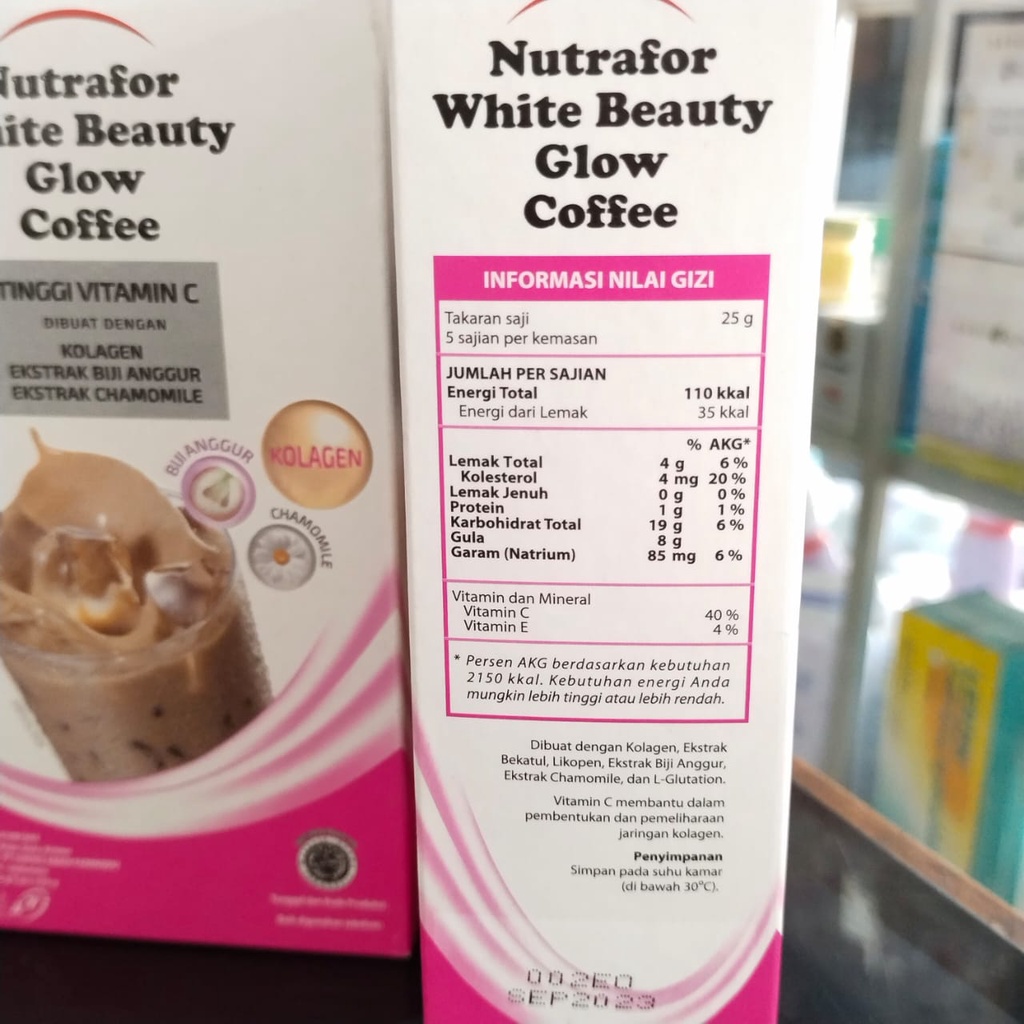 Nutrafor
White Beauty
Glow
Coffee
TINGGI VITAMIN C
DIBUAT DENGAN
KOLAGEN
EKSTRAK BIJI ANGGUR
EKSTRAK CHAMOMILE
BIJI ANGGUR
KOLAGEN
CHAMOMILE
Nutrafor
White Beauty
Glow
Coffee
INFORMASI NILAI GIZI
Takaran saji 25 g
5 sajian per kemasan
JUMLAH PER SAJIAN
Energi Total 110 kkal
Energi dari Lemak 35 kkal
% AKG*
Lemak Total 4 g 6 %
Kolesterol 4 mg 20 %
Lemak Jenuh 0 g 0 %
Protein 1 g 1 %
Karbohidrat Total 19 g 6 %
Gula 8 g
Garam (Natrium) 85 mg 6 %
Vitamin dan Mineral
Vitamin C 40 %
Vitamin E 4 %
* Persen AKG berdasarkan kebutuhan
2150 kkal. Kebutuhan energi Anda
mungkin lebih tinggi atau lebih rendah.
Dibuat dengan Kolagen, Ekstrak
Bekatul, Likopen, Ekstrak Biji Anggur,
Ekstrak Chamomile, dan L-Glutation.
Vitamin C membantu dalam
pembentukan dan pemeliharaan
jaringan kolagen.
Penyimpanan
Simpan pada suhu kamar
(di bawah 30°C).
002E0
SEP2023